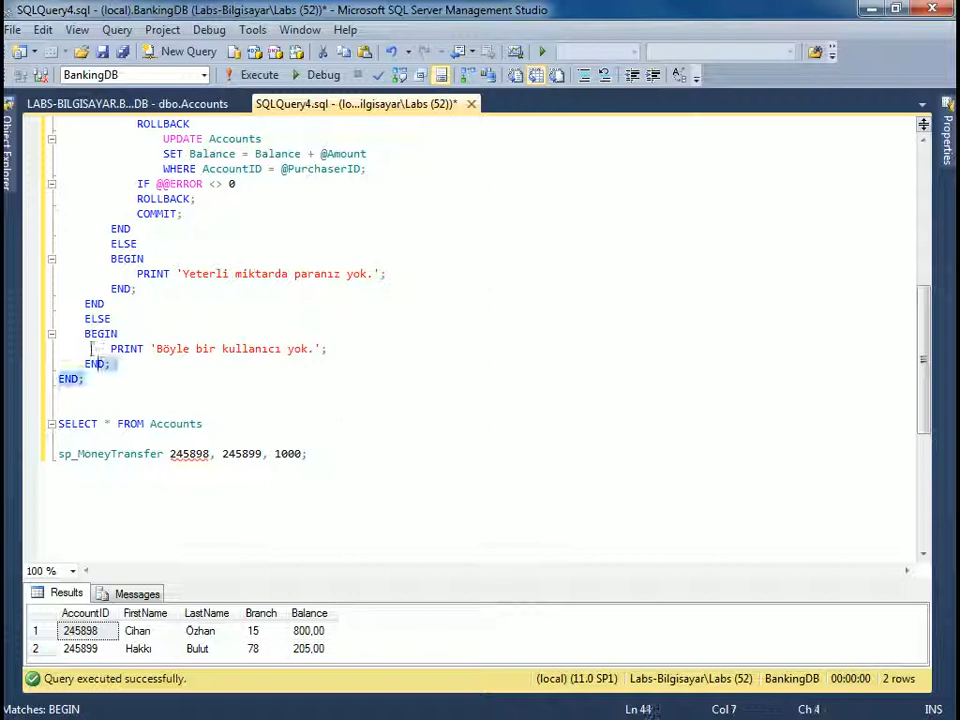 SQLQuery4.sql - (local).BankingDB (Labs-Bilgisayar\Labs (52))* - Microsoft SQL Server Management Studio
File Edit View Query Project Debug Tools Window Help
New Query
BankingDB Execute Debug
LABS-BILGISAYAR.B...DB - dbo.Accounts SQLQuery4.sql - (lo...ilgisayar\Labs (52))*
Object Explorer
Properties
ROLLBACK
UPDATE Accounts
SET Balance = Balance + @Amount
WHERE AccountID = @PurchaserID;
IF @@ERROR <> 0
ROLLBACK;
COMMIT;
END
ELSE
BEGIN
PRINT 'Yeterli miktarda paranız yok.';
END;
END
ELSE
BEGIN
PRINT 'Böyle bir kullanıcı yok.';
END;
END;
SELECT * FROM Accounts
sp_MoneyTransfer 245898, 245899, 1000;
100 %
Results Messages
AccountID FirstName LastName Branch Balance
1 245898 Cihan Özhan 15 800,00
2 245899 Hakkı Bulut 78 205,00
Query executed successfully. (local) (11.0 SP1) Labs-Bilgisayar\Labs (52) BankingDB 00:00:00 2 rows
Matches: BEGIN Ln 44 Col 7 Ch 4 INS